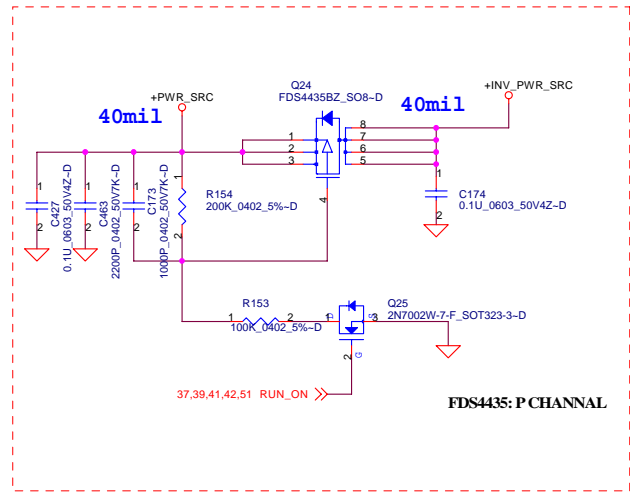 Q24
FDS4435BZ_SO8~D
+PWR_SRC
+INV_PWR_SRC
40mil
40mil
1
2
3
8
7
6
5
4
1
2
C427
0.1U_0603_50V4Z~D
1
2
C463
2200P_0402_50V7K~D
1
2
C173
1000P_0402_50V7K~D
1
2
R154
200K_0402_5%~D
1
2
C174
0.1U_0603_50V4Z~D
R153
1
2
100K_0402_5%~D
Q25
2N7002W-7-F_SOT323-3~D
D
1
S
3
2
G
37,39,41,42,51 RUN_ON
FDS4435: P CHANNAL